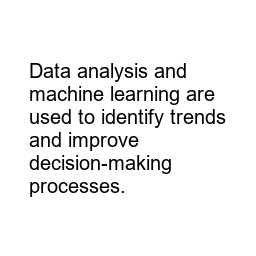 Data analysis and
machine learning are
used to identify trends
and improve
decision-making
processes.